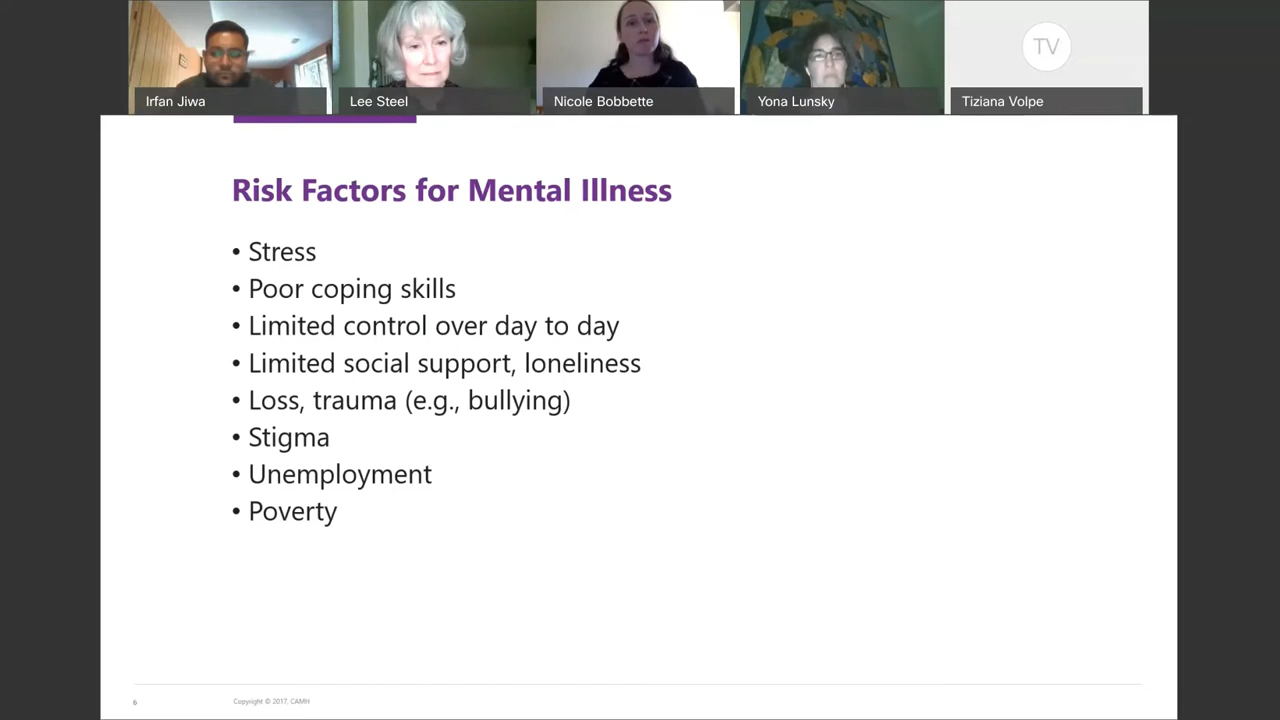 Irfan Jiwa
Lee Steel
Nicole Bobbette
Yona Lunsky
TV
Tiziana Volpe
Risk Factors for Mental Illness
• Stress
• Poor coping skills
• Limited control over day to day
• Limited social support, loneliness
• Loss, trauma (e.g., bullying)
• Stigma
• Unemployment
• Poverty
6
Copyright © 2017, CAMH